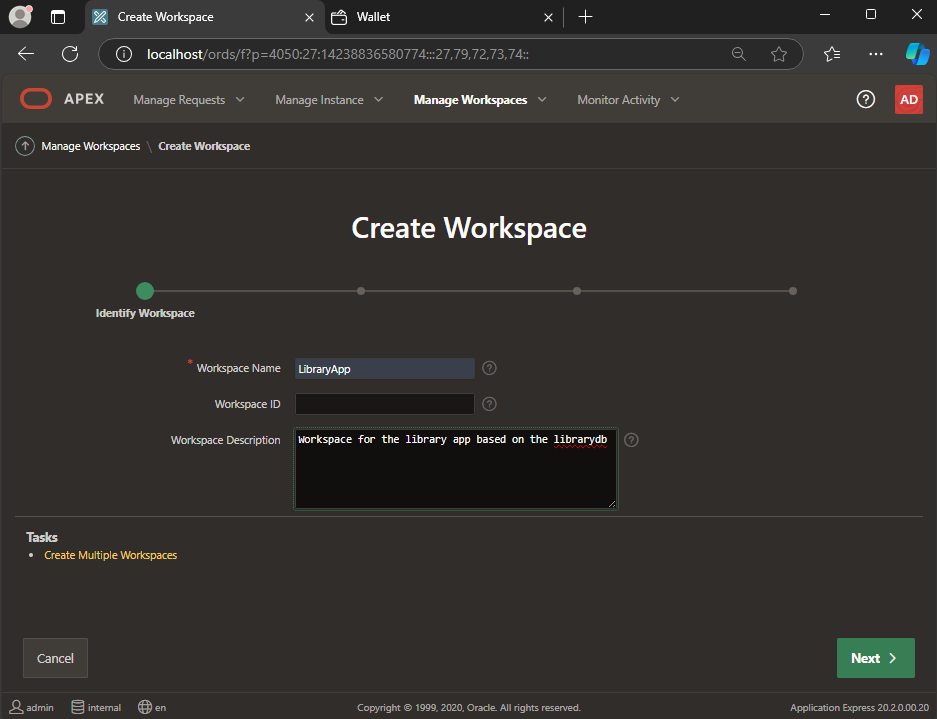 Create Workspace
Wallet
localhost/ords/f?p=4050:27:14238836580774:::27,79,72,73,74::
APEX
Manage Requests
Manage Instance
Manage Workspaces
Monitor Activity
?
AD
Manage Workspaces \ Create Workspace
Create Workspace
Identify Workspace
* Workspace Name
LibraryApp
?
Workspace ID
?
Workspace Description
Workspace for the library app based on the librarydb
?
Tasks
• Create Multiple Workspaces
Cancel
Next
admin
internal
en
Copyright © 1999, 2020, Oracle. All rights reserved.
Application Express 20.2.0.00.20